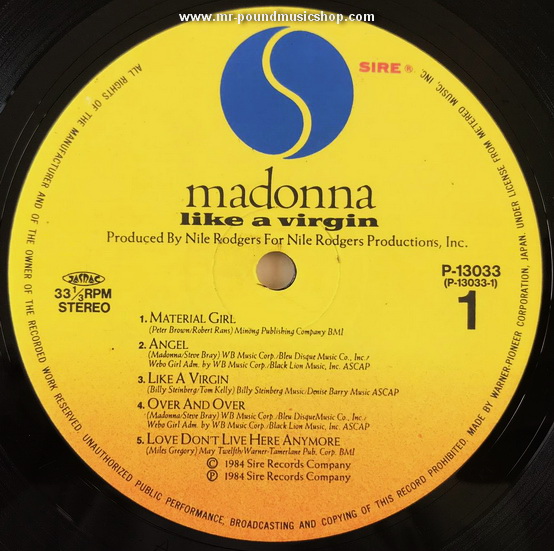 www.mr-poundmusicshop.com
SIRE®
madonna
like a virgin
Produced By Nile Rodgers For Nile Rodgers Productions, Inc.
JASRAC
33⅓RPM
STEREO
P-13033
(P-13033-1)
1
1. MATERIAL GIRL
(Peter Brown/Robert Rans) Minong Publishing Company BMI
2. ANGEL
(Madonna/Steve Bray) WB Music Corp./Bleu Disque Music Co., Inc./
Webo Girl Adm. by WB Music Corp./Black Lion Music, Inc. ASCAP
3. LIKE A VIRGIN
(Billy Steinberg/Tom Kelly) Billy Steinberg Music/Denise Barry Music ASCAP
4. OVER AND OVER
(Madonna/Steve Bray) WB Music Corp./Bleu DisqueMusic Co., Inc./
Webo Girl Adm. by WB Music Corp./Black Lion Music, Inc. ASCAP
5. LOVE DON'T LIVE HERE ANYMORE
(Miles Gregory) May Twelfth/Warner-Tamerlane Pub. Corp. BMI
© 1984 Sire Records Company
℗ 1984 Sire Records Company
ALL RIGHTS OF THE MANUFACTURER AND OF THE OWNER OF THE RECORDED WORK RESERVED. UNAUTHORIZED PUBLIC PERFORMANCE, BROADCASTING AND COPYING OF THIS RECORD PROHIBITED. MADE BY WARNER-PIONEER CORPORATION, JAPAN, UNDER LICENSE FROM METERED MUSIC, INC.